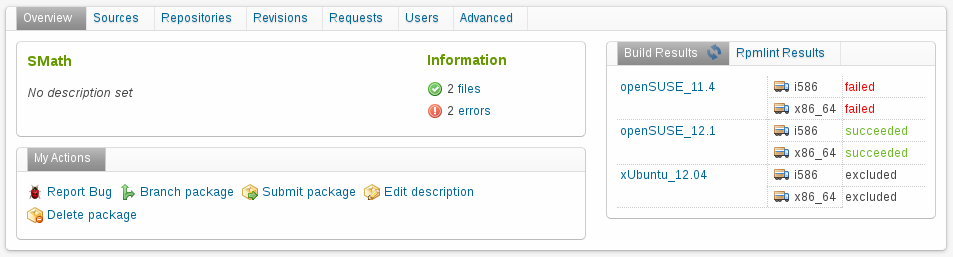 Overview Sources Repositories Revisions Requests Users Advanced
SMath
No description set
Information
2 files
2 errors
My Actions
Report Bug Branch package Submit package Edit description
Delete package
Build Results Rpmlint Results
openSUSE_11.4 i586 failed
x86_64 failed
openSUSE_12.1 i586 succeeded
x86_64 succeeded
xUbuntu_12.04 i586 excluded
x86_64 excluded